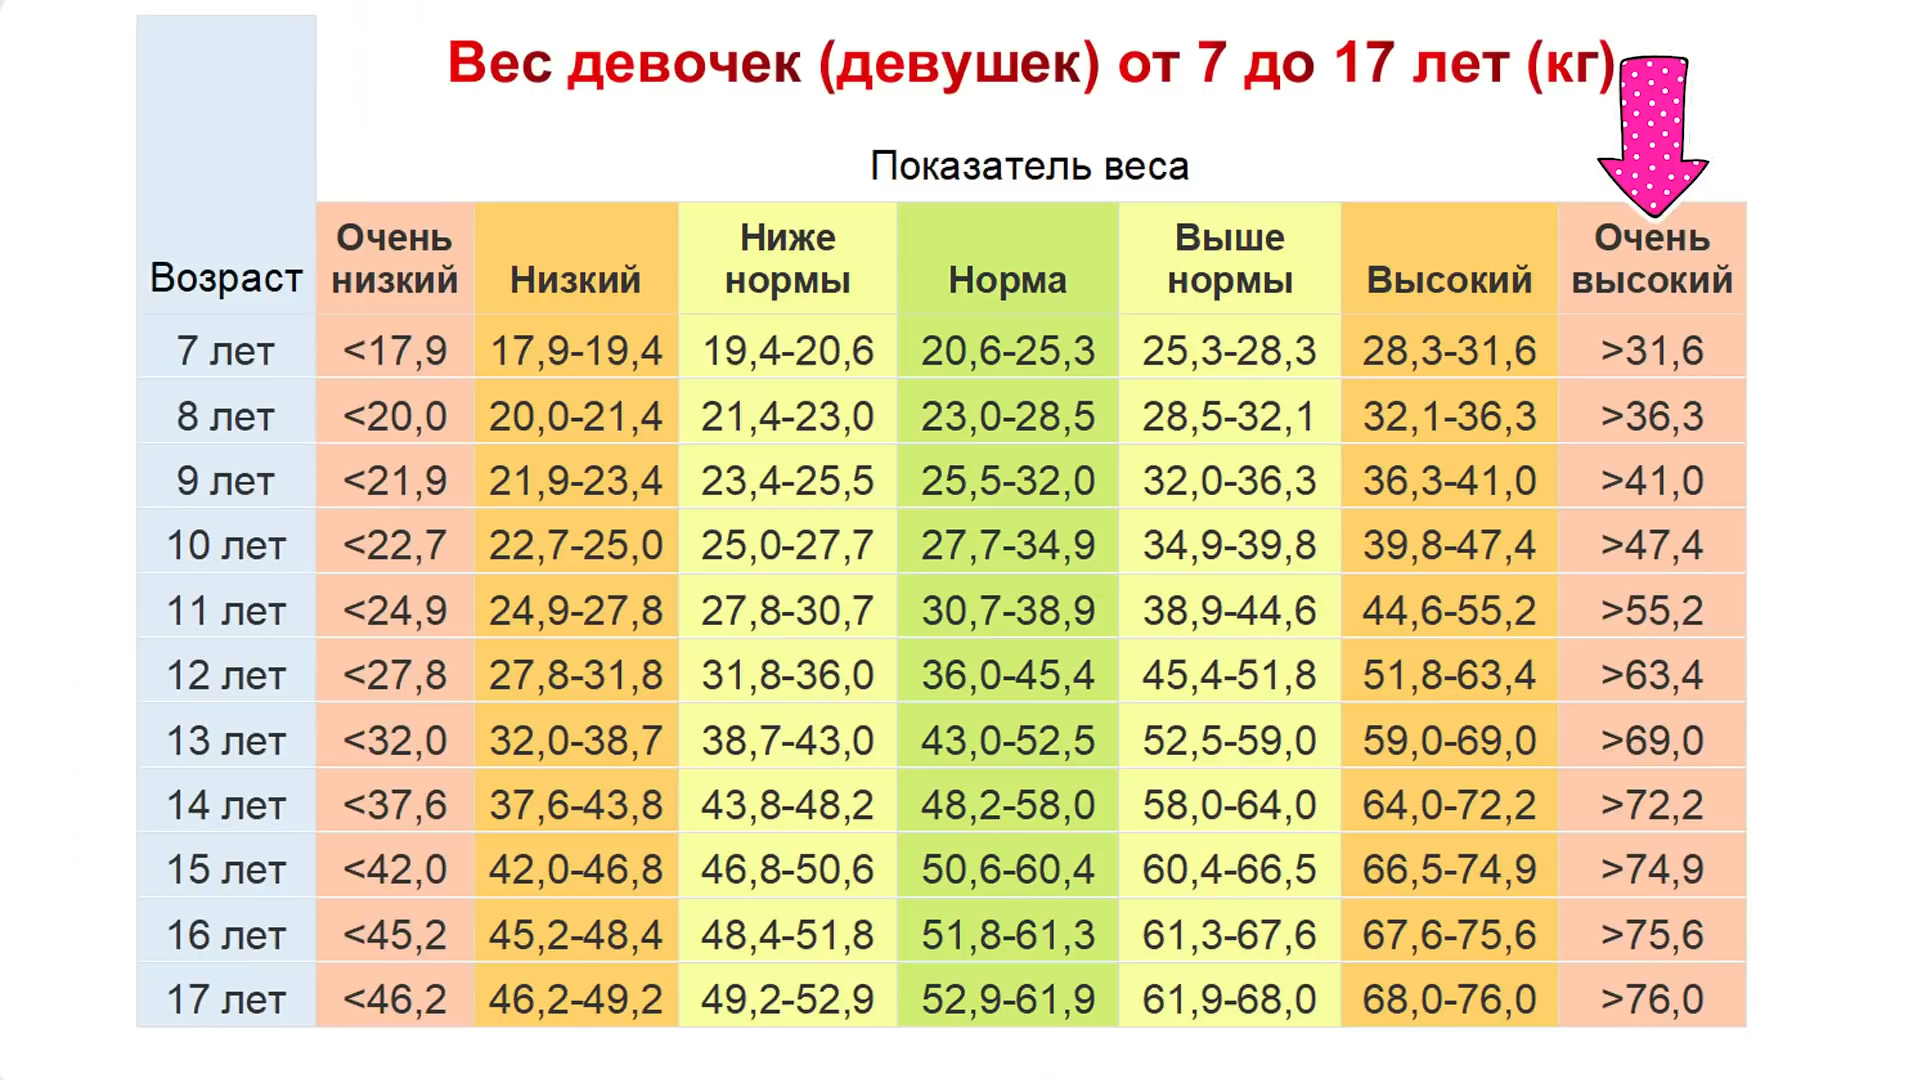 Вес девочек (девушек) от 7 до 17 лет (кг)
Показатель веса
Возраст Очень низкий Низкий Ниже нормы Норма Выше нормы Высокий Очень высокий
7 лет <17,9 17,9-19,4 19,4-20,6 20,6-25,3 25,3-28,3 28,3-31,6 >31,6
8 лет <20,0 20,0-21,4 21,4-23,0 23,0-28,5 28,5-32,1 32,1-36,3 >36,3
9 лет <21,9 21,9-23,4 23,4-25,5 25,5-32,0 32,0-36,3 36,3-41,0 >41,0
10 лет <22,7 22,7-25,0 25,0-27,7 27,7-34,9 34,9-39,8 39,8-47,4 >47,4
11 лет <24,9 24,9-27,8 27,8-30,7 30,7-38,9 38,9-44,6 44,6-55,2 >55,2
12 лет <27,8 27,8-31,8 31,8-36,0 36,0-45,4 45,4-51,8 51,8-63,4 >63,4
13 лет <32,0 32,0-38,7 38,7-43,0 43,0-52,5 52,5-59,0 59,0-69,0 >69,0
14 лет <37,6 37,6-43,8 43,8-48,2 48,2-58,0 58,0-64,0 64,0-72,2 >72,2
15 лет <42,0 42,0-46,8 46,8-50,6 50,6-60,4 60,4-66,5 66,5-74,9 >74,9
16 лет <45,2 45,2-48,4 48,4-51,8 51,8-61,3 61,3-67,6 67,6-75,6 >75,6
17 лет <46,2 46,2-49,2 49,2-52,9 52,9-61,9 61,9-68,0 68,0-76,0 >76,0